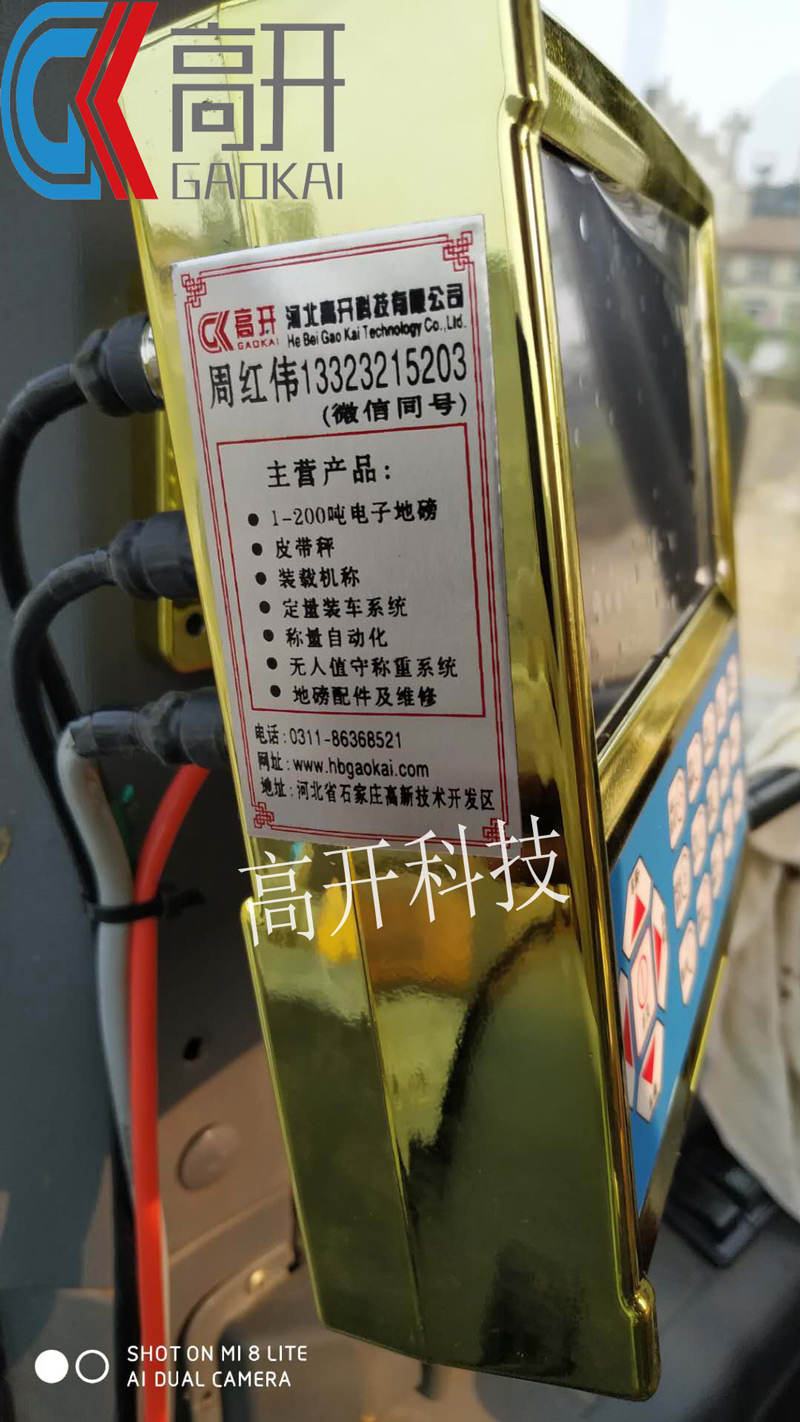 高开
GAOKAI
高开
GAOKAI
河北高开科技有限公司
He Bei Gao Kai Technology Co.,Ltd.
周红伟13323215203
(微信同号)
主营产品:
● 1-200吨电子地磅
● 皮带秤
● 装载机称
● 定量装车系统
● 称量自动化
● 无人值守称重系统
● 地磅配件及维修
电话:0311-86368521
网址:www.hbgaokai.com
地址:河北省石家庄高新技术开发区
高开科技
SHOT ON MI 8 LITE
AI DUAL CAMERA